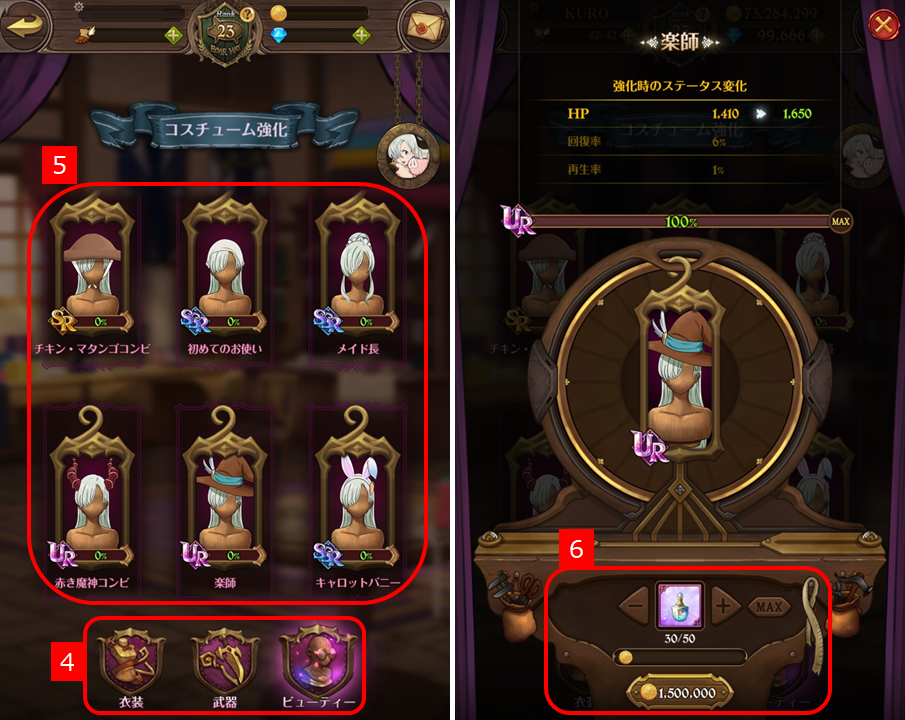 Rank
23
BOAR HAT
コスチューム強化
5
SR
0%
チキン・マタンゴコンビ
SSR
0%
初めてのお使い
SSR
0%
メイド長
UR
0%
赤き魔神コンビ
UR
0%
楽師
SSR
0%
キャロットバニー
4
衣装
武器
ビューティー
KURO
73,284,299
42/42
99,666
楽師
強化時のステータス変化
HP 1,410 1,650
回復率 6%
再生率 1%
UR
100%
MAX
UR
6
MAX
30/50
1,500,000